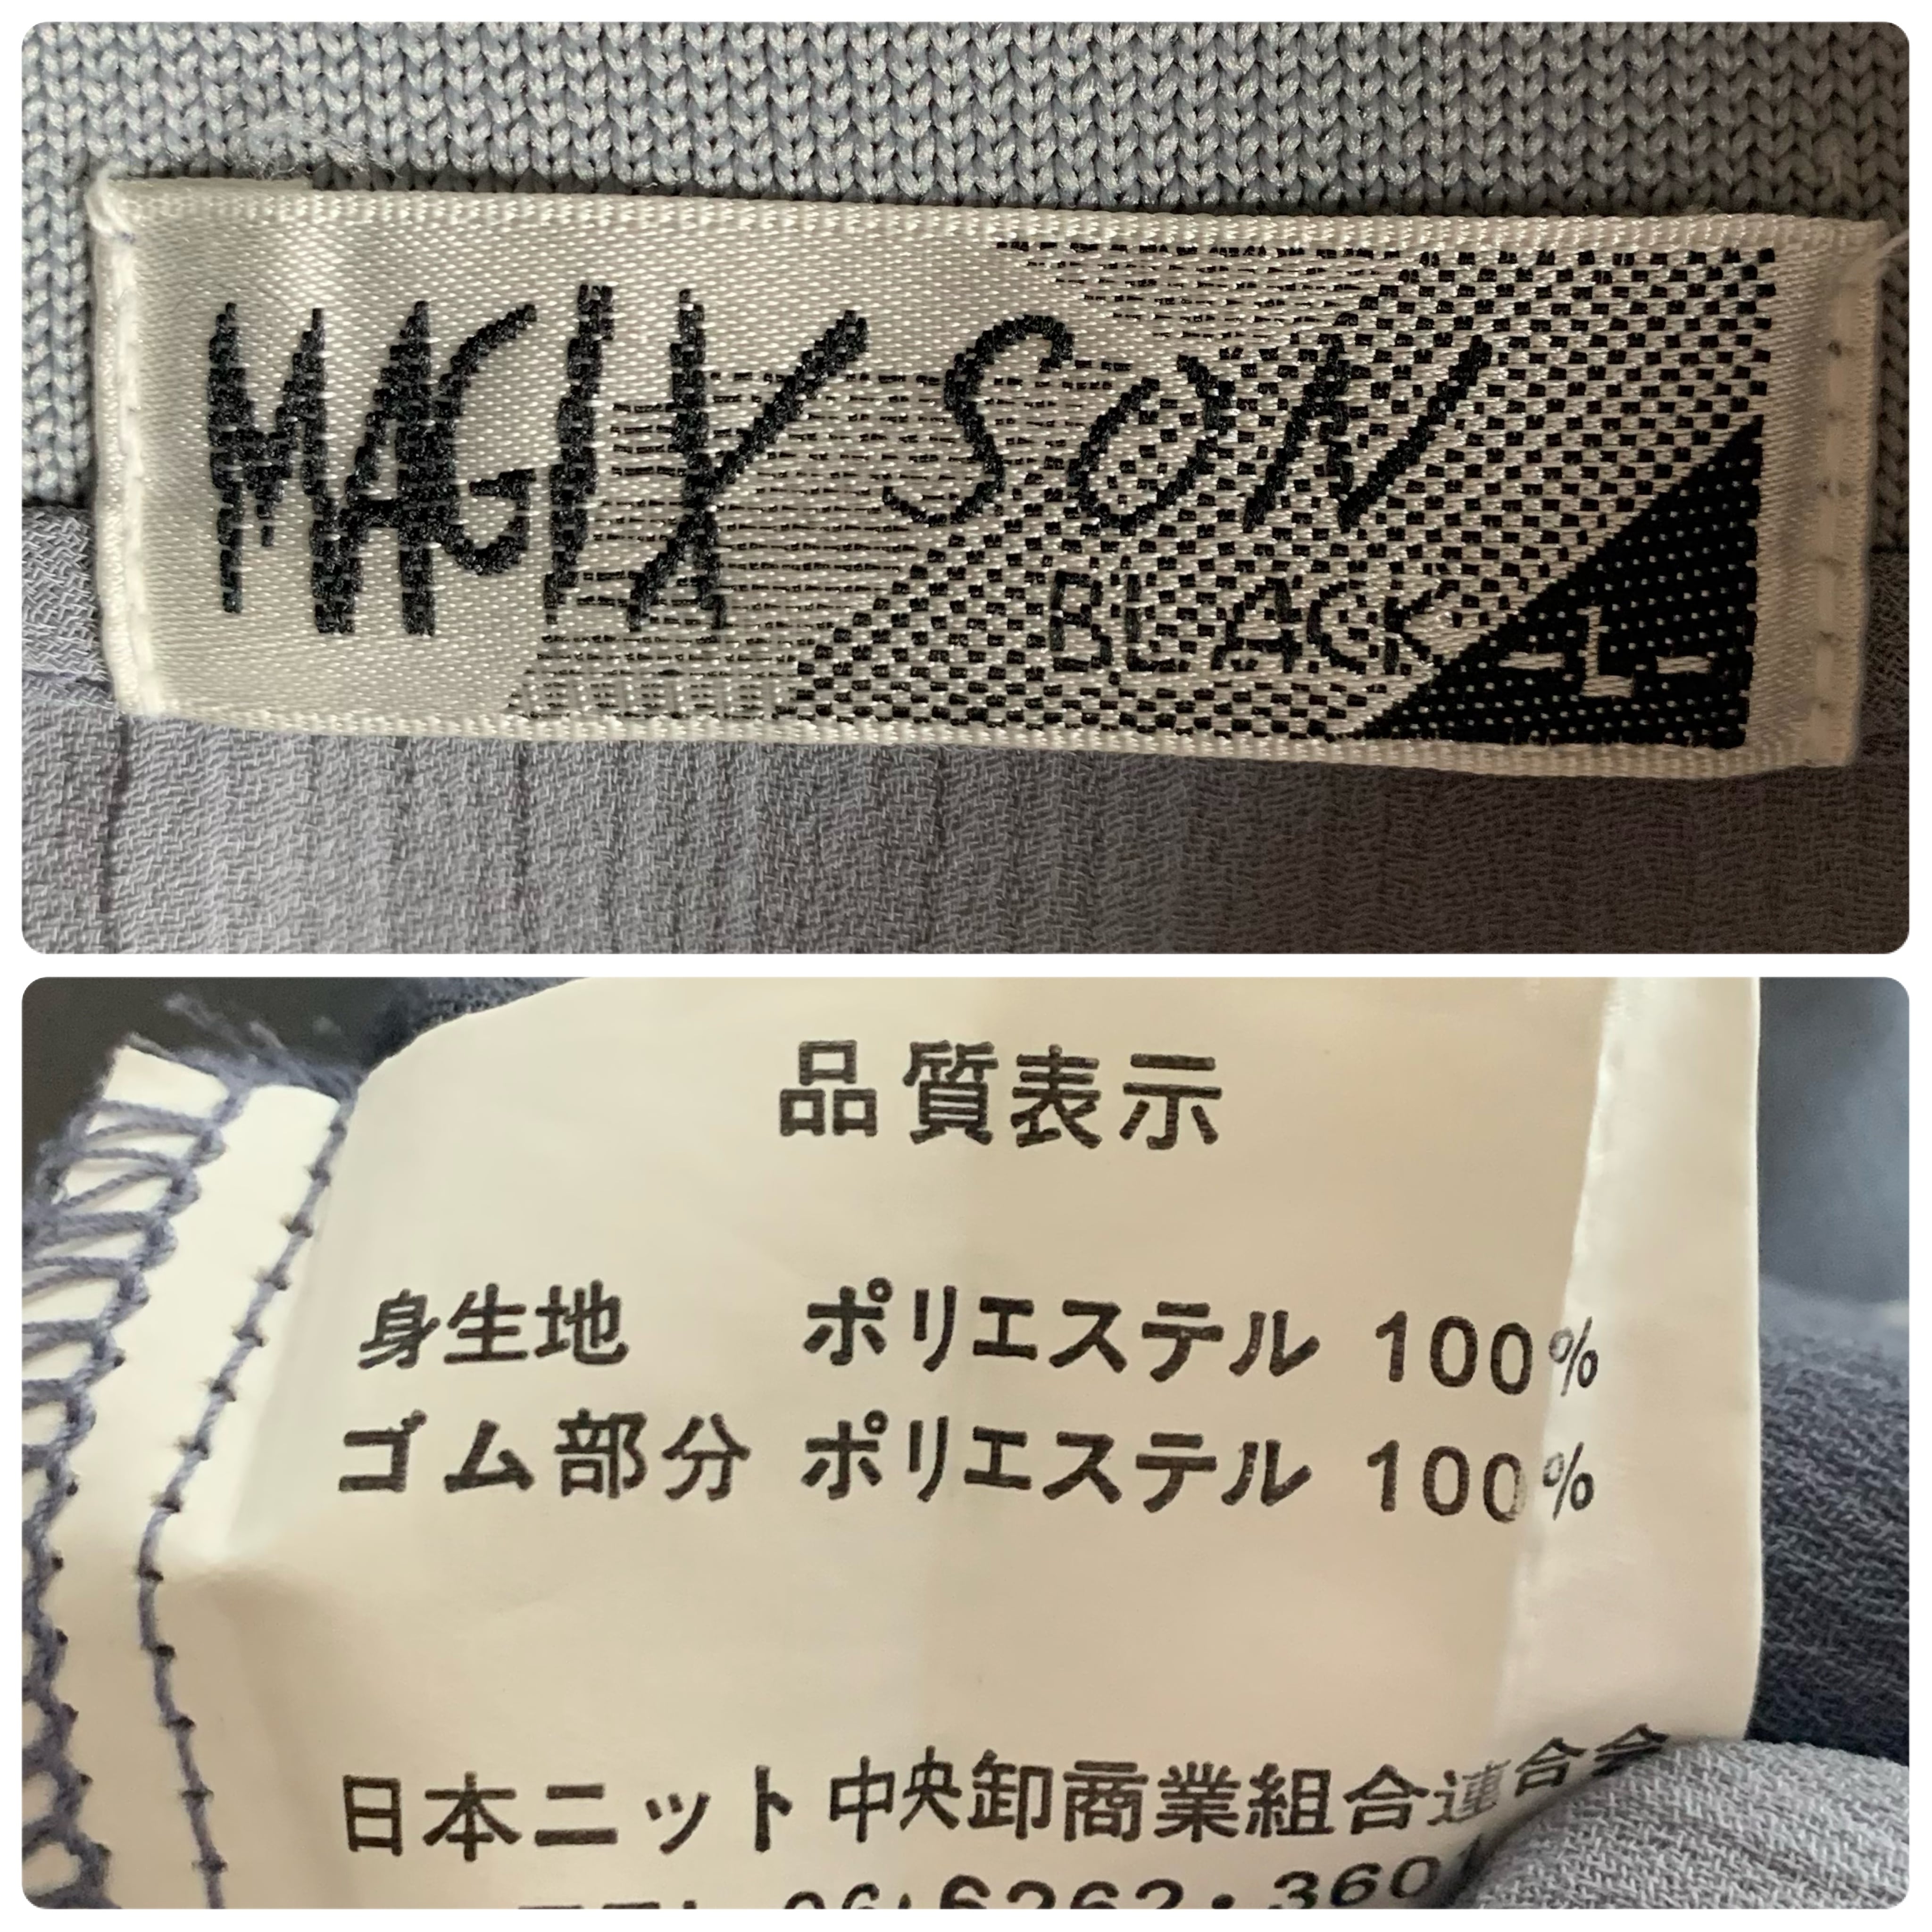 MAGIX SON
BLACK
-L-
品質表示
身生地 ポリエステル 100%
ゴム部分 ポリエステル 100%
日本ニット中央卸商業組合連合会